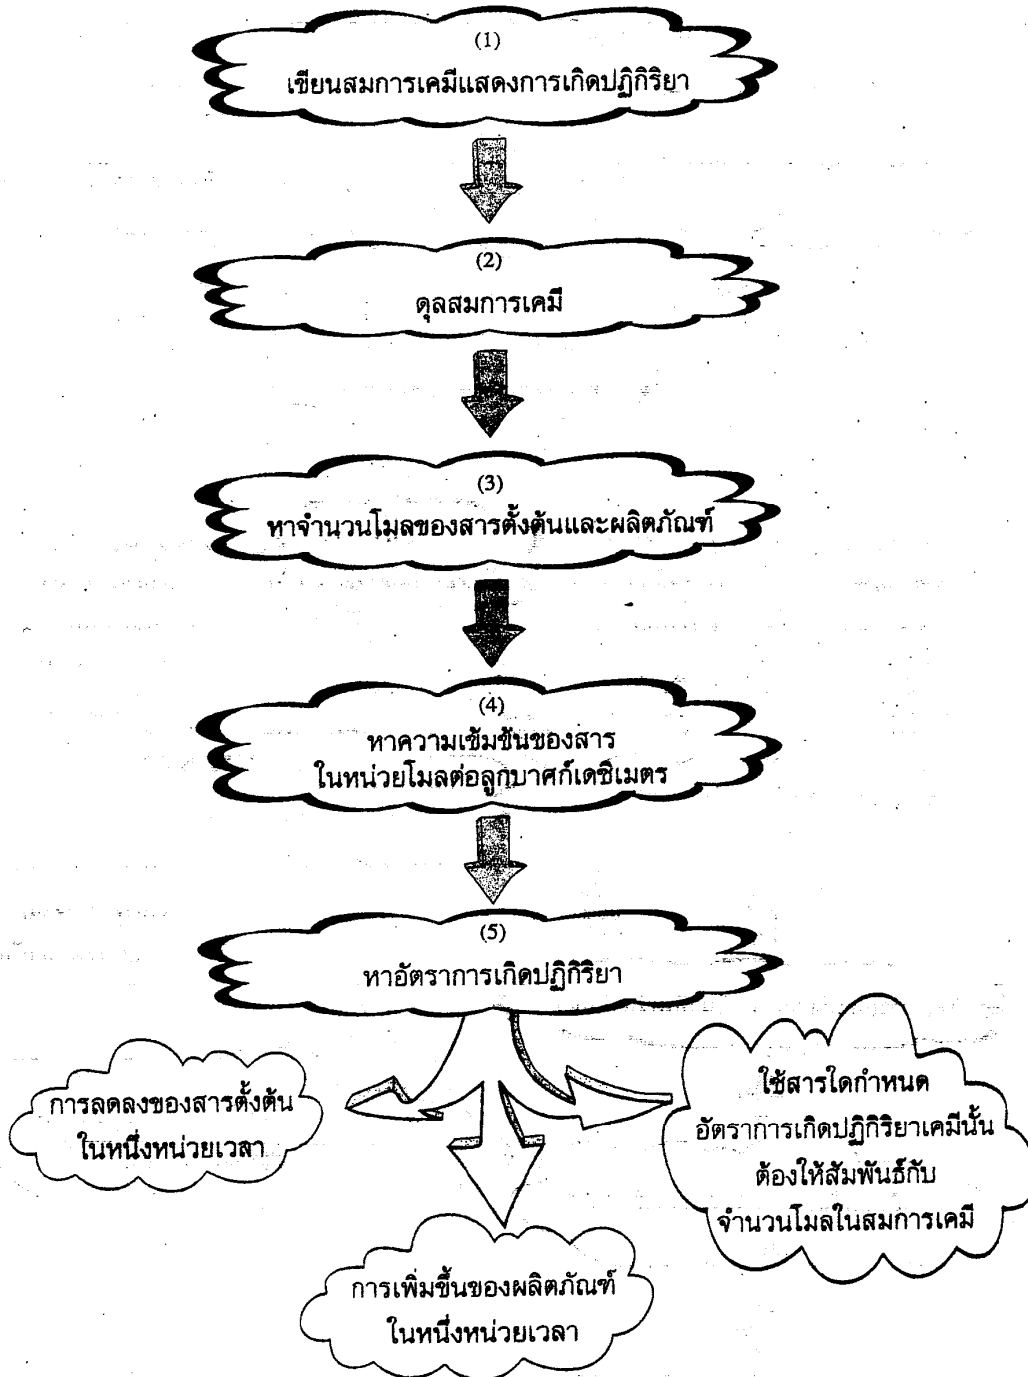 (1)
เขียนสมการเคมีแสดงการเกิดปฏิกิริยา
(2)
ดุลสมการเคมี
(3)
หาจำนวนโมลของสารตั้งต้นและผลิตภัณฑ์
(4)
หาความเข้มข้นของสาร
ในหน่วยโมลต่อลูกบาศก์เดซิเมตร
(5)
หาอัตราการเกิดปฏิกิริยา
การลดลงของสารตั้งต้น
ในหนึ่งหน่วยเวลา
การเพิ่มขึ้นของผลิตภัณฑ์
ในหนึ่งหน่วยเวลา
ใช้สารใดกำหนด
อัตราการเกิดปฏิกิริยาเคมีนั้น
ต้องให้สัมพันธ์กับ
จำนวนโมลในสมการเคมี